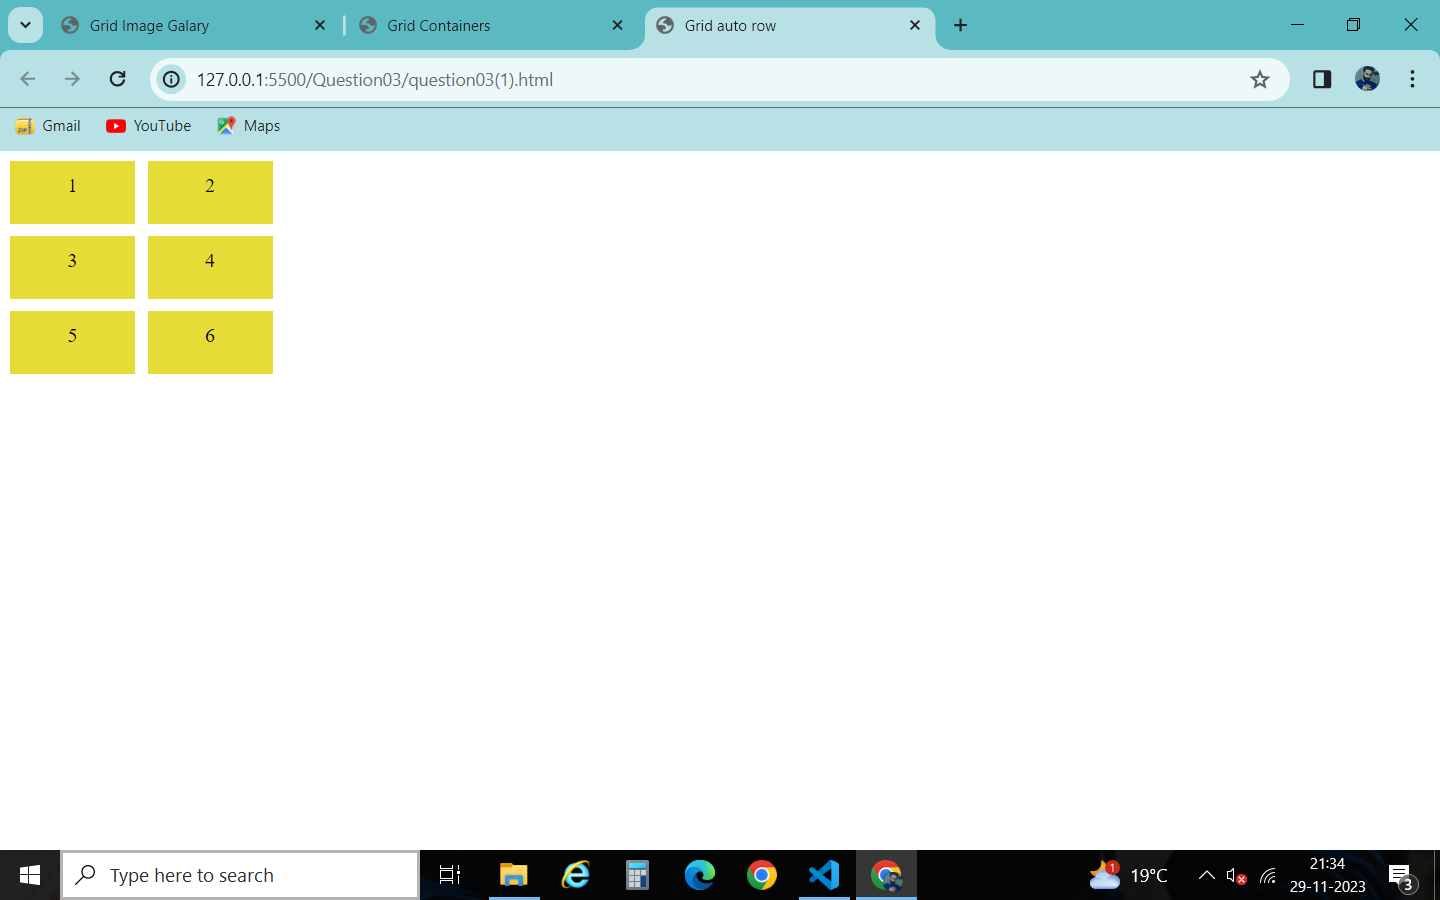 Grid Image Galary
Grid Containers
Grid auto row
127.0.0.1:5500/Question03/question03(1).html
Gmail
YouTube
Maps
1 2
3 4
5 6
Type here to search
1
19°C
21:34
29-11-2023
3